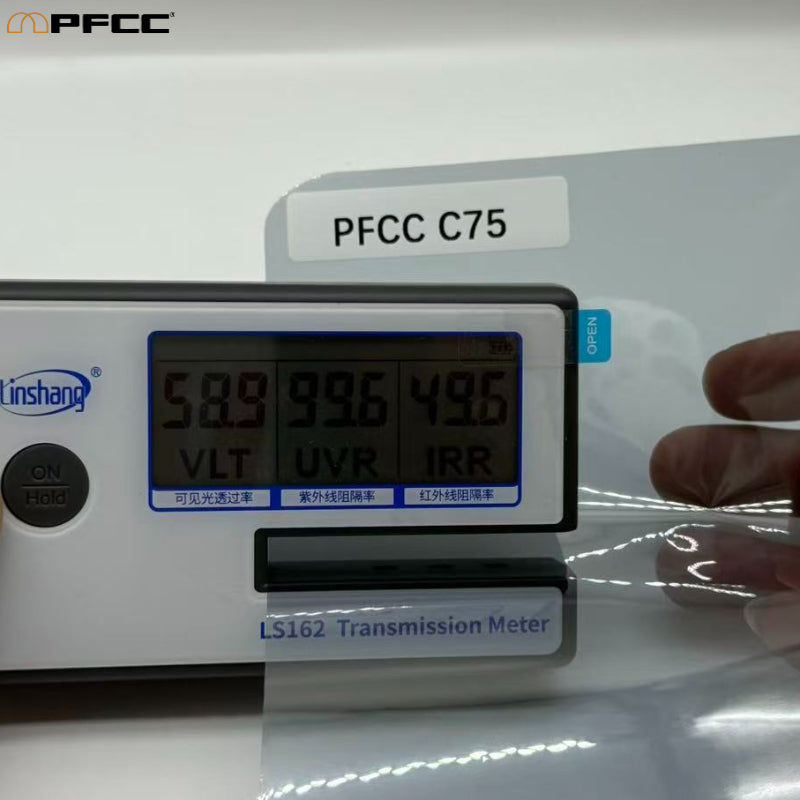 PFCC®
PFCC C75
OPEN
Linshang®
58.9 99.6 49.6
VLT UVR IRR
可见光透过率 紫外线阻隔率 红外线阻隔率
ON
Hold
LS162 Transmission Meter